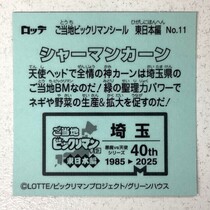 ロッテ ご当地ビックリマンシール 東日本編 No.11
シャーマンカーン
天使ヘッドで全情の神カーンは埼玉県の
ご当地BMなのだ!緑の聖理力パワーで
ネギや野菜の生産&拡大を促すのだ!
ご当地
ビックリマン
東日本編
埼玉
悪魔vs天使
シリーズ 40th
1985▶2025
©LOTTE/ビックリマンプロジェクト/グリーンハウス